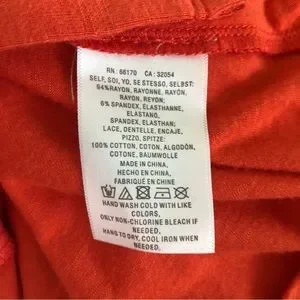 RN. 66170 CA: 32054
SELF, SOI, YO, SE STESSO, SELBST:
94%RAYON, RAYONNE, RAYÓN,
RAYON, REYON;
6% SPANDEX, ÉLASTHANNE,
ELASTANO,
SPANDEX, ELASTHAN;
LACE, DENTELLE, ENCAJE,
PIZZO, SPITZE:
100% COTTON, COTON, ALGODÓN,
COTONE, BAUMWOLLE
MADE IN CHINA,
HECHO EN CHINA,
FABRIQUÉ EN CHINE
HAND WASH COLD WITH LIKE
COLORS,
ONLY NON-CHLORINE BLEACH IF
NEEDED,
HANG TO DRY, COOL IRON WHEN
NEEDED.